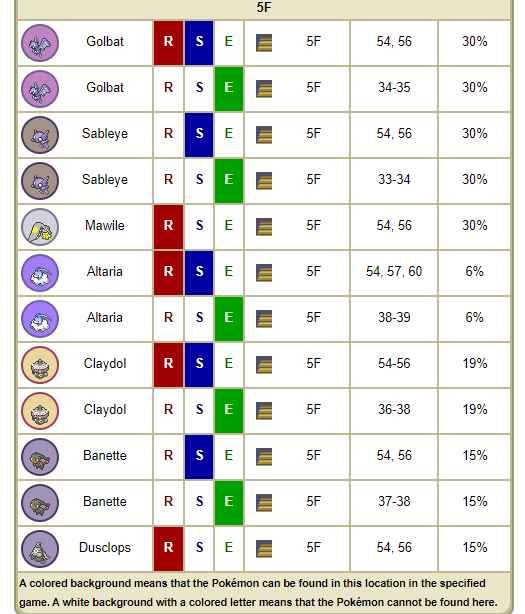 5F
Golbat R S E 5F 54, 56 30%
Golbat R S E 5F 34-35 30%
Sableye R S E 5F 54, 56 30%
Sableye R S E 5F 33-34 30%
Mawile R S E 5F 54, 56 30%
Altaria R S E 5F 54, 57, 60 6%
Altaria R S E 5F 38-39 6%
Claydol R S E 5F 54-56 19%
Claydol R S E 5F 36-38 19%
Banette R S E 5F 54, 56 15%
Banette R S E 5F 37-38 15%
Dusclops R S E 5F 54, 56 15%
A colored background means that the Pokémon can be found in this location in the specified
game. A white background with a colored letter means that the Pokémon cannot be found here.